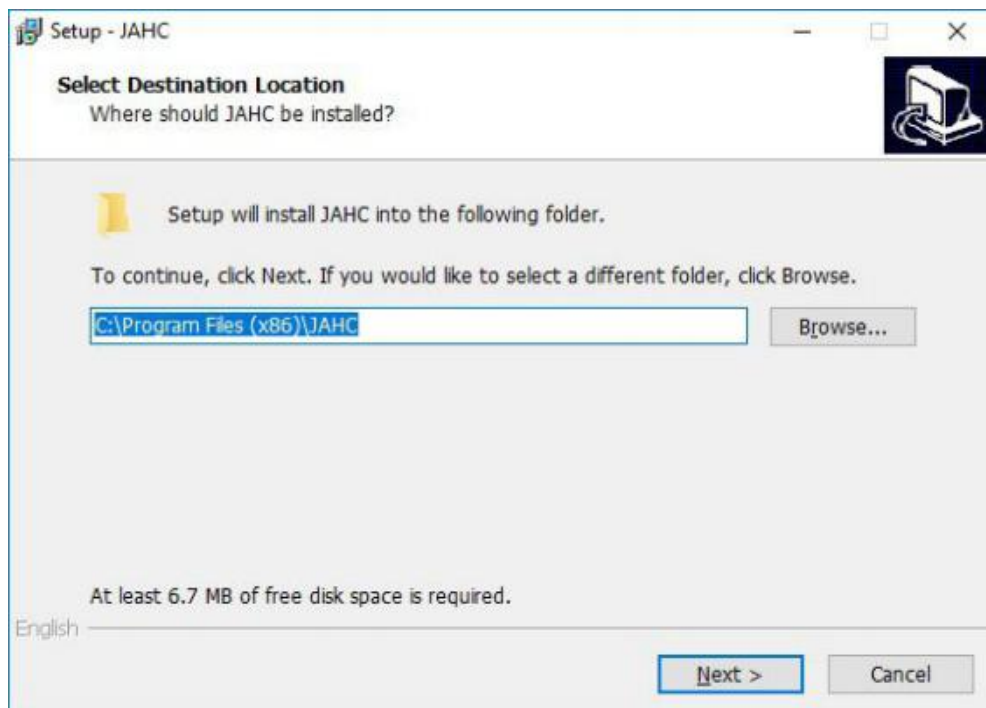 Setup - JAHC
Select Destination Location
Where should JAHC be installed?
Setup will install JAHC into the following folder.
To continue, click Next. If you would like to select a different folder, click Browse.
C:\Program Files (x86)\JAHC
Browse...
At least 6.7 MB of free disk space is required.
English
Next >
Cancel